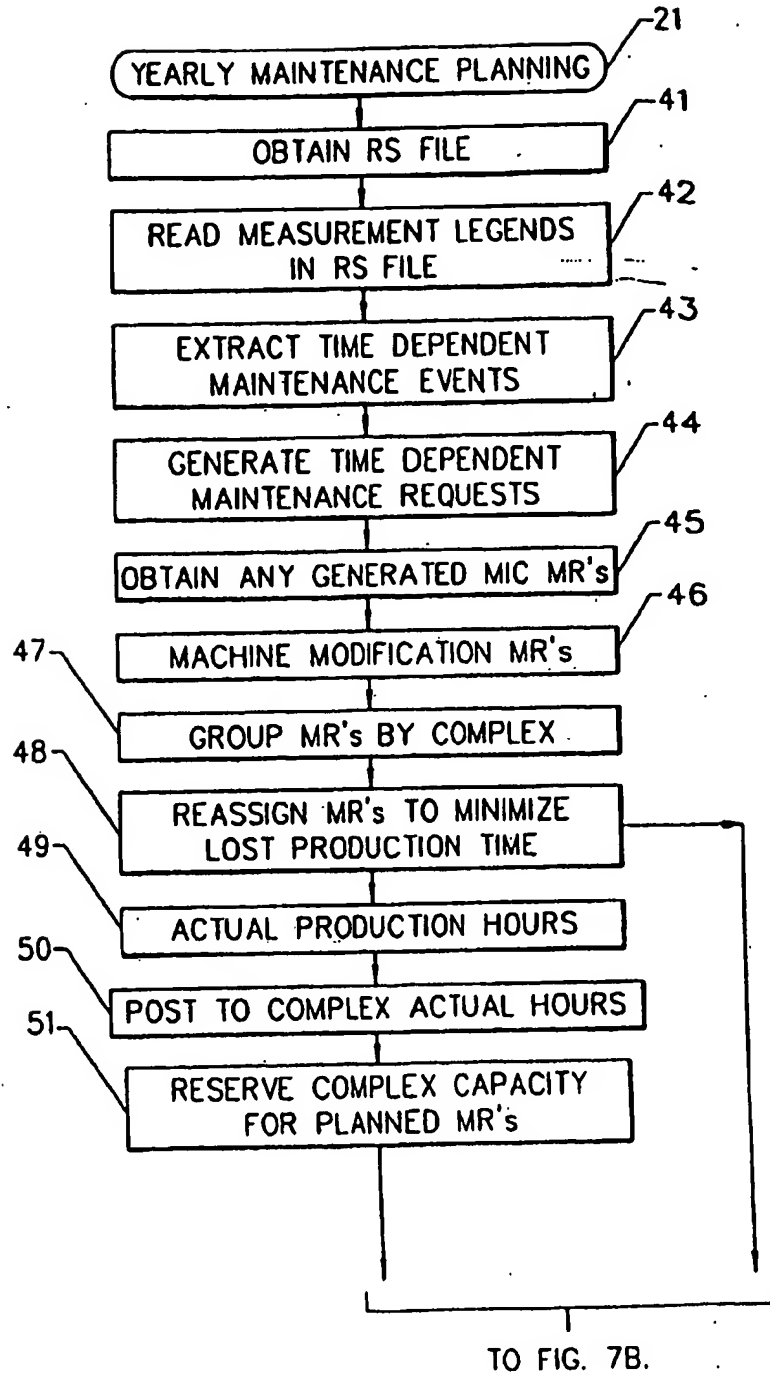 21
YEARLY MAINTENANCE PLANNING
41
OBTAIN RS FILE
42
READ MEASUREMENT LEGENDS
IN RS FILE
43
EXTRACT TIME DEPENDENT
MAINTENANCE EVENTS
44
GENERATE TIME DEPENDENT
MAINTENANCE REQUESTS
45
OBTAIN ANY GENERATED MIC MR's
46
MACHINE MODIFICATION MR's
47
GROUP MR's BY COMPLEX
48
REASSIGN MR's TO MINIMIZE
LOST PRODUCTION TIME
49
ACTUAL PRODUCTION HOURS
50
POST TO COMPLEX ACTUAL HOURS
51
RESERVE COMPLEX CAPACITY
FOR PLANNED MR's
TO FIG. 7B.